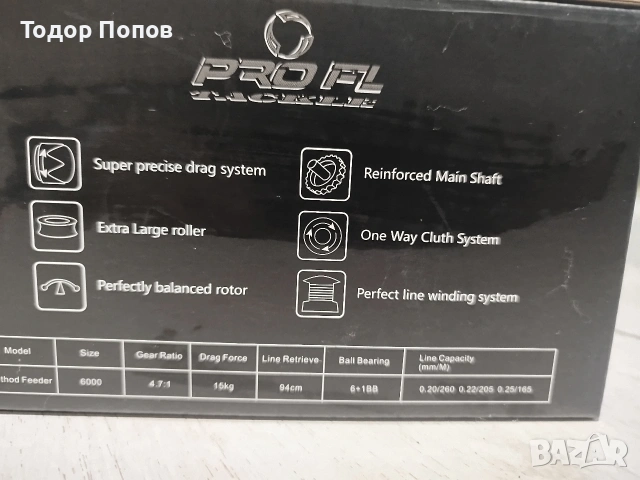 Тодор Попов
PRO FL
TACKLE
Super precise drag system
Reinforced Main Shaft
Extra Large roller
One Way Cluth System
Perfectly balanced rotor
Perfect line winding system
Model Size Gear Ratio Drag Force Line Retrieve Ball Bearing Line Capacity (mm/M)
thod Feeder 6000 4.7:1 15kg 94cm 6+1BB 0.20/260 0.22/205 0.25/165
BAZAR